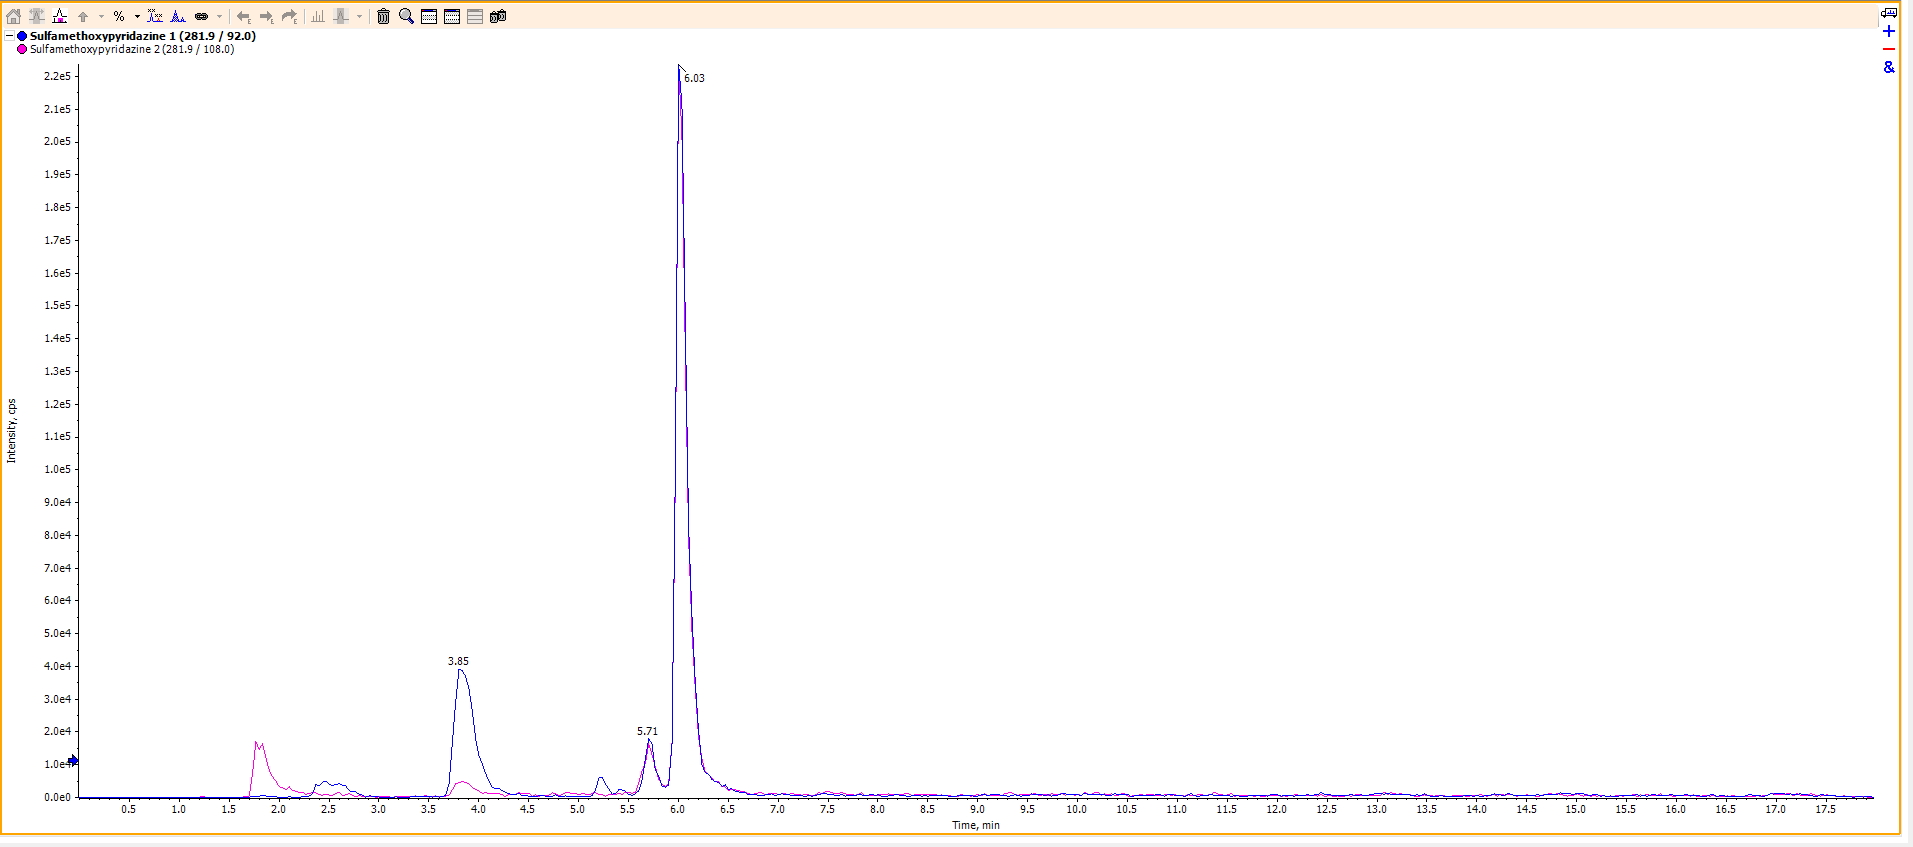 %
Sulfamethoxypyridazine 1 (281.9 / 92.0)
Sulfamethoxypyridazine 2 (281.9 / 108.0)
&
2.2e5
2.1e5
2.0e5
1.9e5
1.8e5
1.7e5
1.6e5
1.5e5
1.4e5
1.3e5
1.2e5
1.1e5
1.0e5
9.0e4
8.0e4
7.0e4
6.0e4
5.0e4
4.0e4
3.0e4
2.0e4
1.0e4
0.0e0
Intensity, cps
6.03
3.85
5.71
0.5 1.0 1.5 2.0 2.5 3.0 3.5 4.0 4.5 5.0 5.5 6.0 6.5 7.0 7.5 8.0 8.5 9.0 9.5 10.0 10.5 11.0 11.5 12.0 12.5 13.0 13.5 14.0 14.5 15.0 15.5 16.0 16.5 17.0 17.5
Time, min